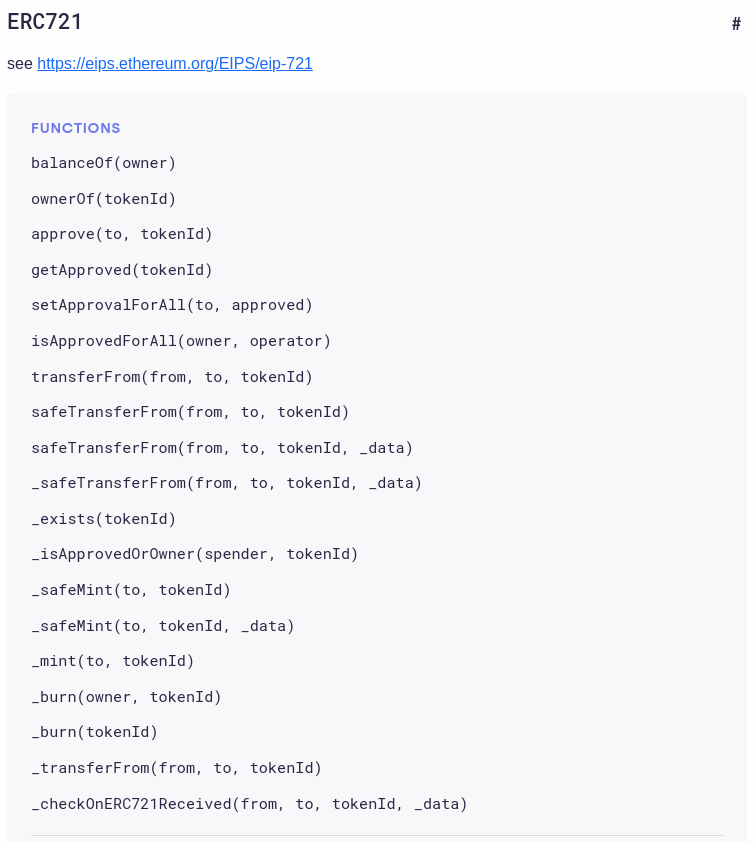 ERC721
#
see https://eips.ethereum.org/EIPS/eip-721
FUNCTIONS
balanceOf(owner)
ownerOf(tokenId)
approve(to, tokenId)
getApproved(tokenId)
setApprovalForAll(to, approved)
isApprovedForAll(owner, operator)
transferFrom(from, to, tokenId)
safeTransferFrom(from, to, tokenId)
safeTransferFrom(from, to, tokenId, _data)
_safeTransferFrom(from, to, tokenId, _data)
_exists(tokenId)
_isApprovedOrOwner(spender, tokenId)
_safeMint(to, tokenId)
_safeMint(to, tokenId, _data)
_mint(to, tokenId)
_burn(owner, tokenId)
_burn(tokenId)
_transferFrom(from, to, tokenId)
_checkOnERC721Received(from, to, tokenId, _data)